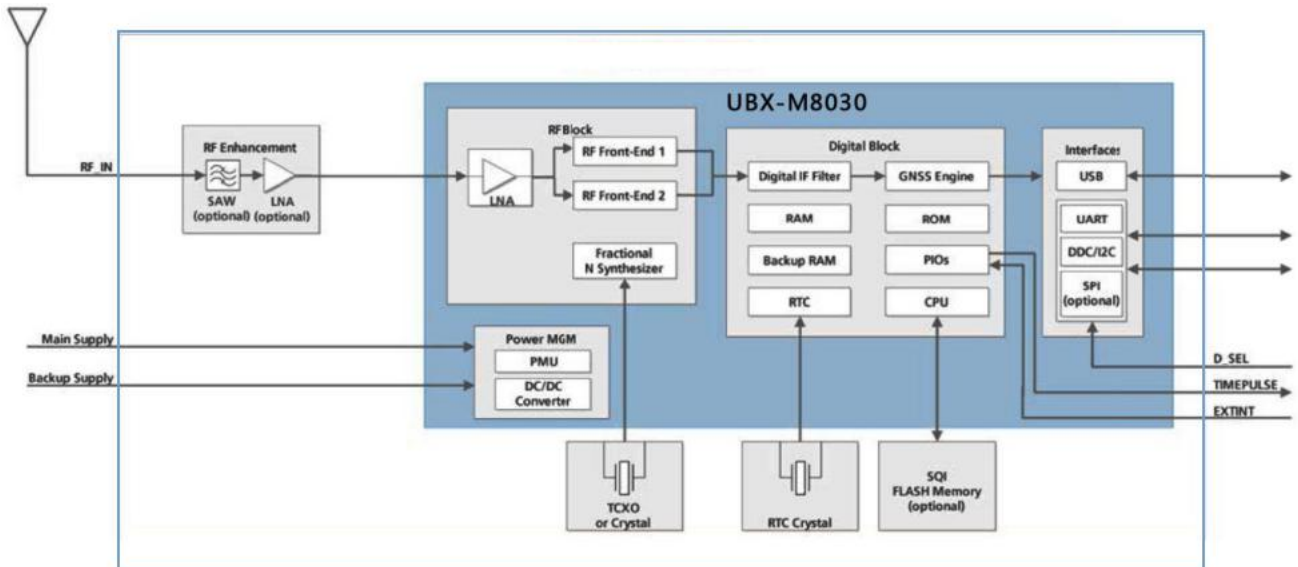 UBX-M8030
RF Enhancement
RF_IN
SAW
(optional)
LNA
(optional)
RF Block
LNA
RF Front-End 1
RF Front-End 2
Fractional
N Synthesizer
Digital Block
Digital IF Filter
GNSS Engine
RAM
ROM
Backup RAM
PIOs
RTC
CPU
Interfaces
USB
UART
DDC/I2C
SPI
(optional)
Main Supply
Backup Supply
Power MGM
PMU
DC/DC
Converter
D_SEL
TIMEPULSE
EXTINT
TCXO
or Crystal
RTC Crystal
SQI
FLASH Memory
(optional)